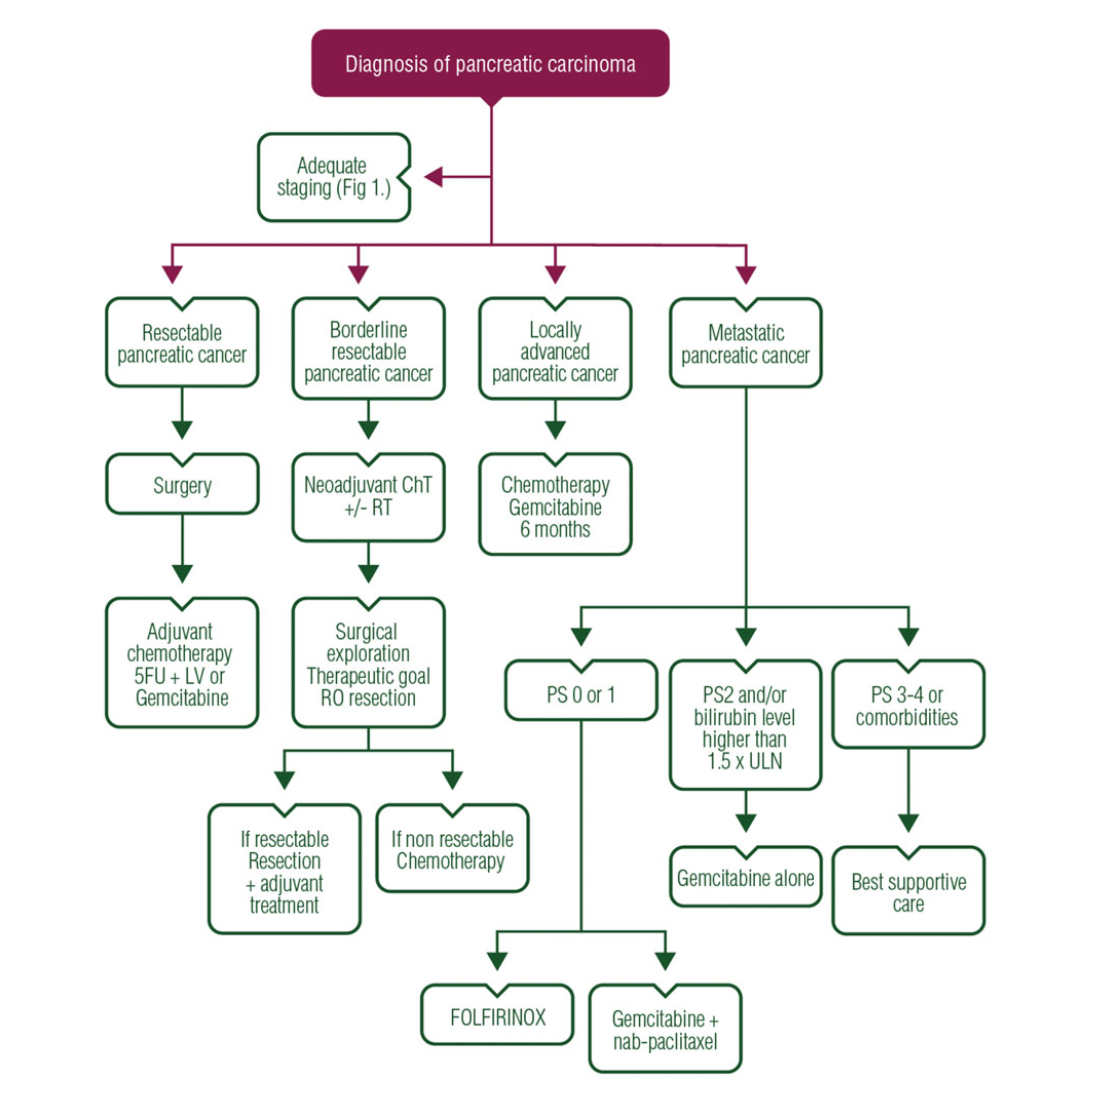 Diagnosis of pancreatic carcinoma
Adequate
staging (Fig 1.)
Resectable
pancreatic cancer
Borderline
resectable
pancreatic cancer
Locally
advanced
pancreatic cancer
Metastatic
pancreatic cancer
Surgery
Neoadjuvant ChT
+/- RT
Chemotherapy
Gemcitabine
6 months
Adjuvant
chemotherapy
5FU + LV or
Gemcitabine
Surgical
exploration
Therapeutic goal
RO resection
PS 0 or 1
PS2 and/or
bilirubin level
higher than
1.5 x ULN
PS 3-4 or
comorbidities
If resectable
Resection
+ adjuvant
treatment
If non resectable
Chemotherapy
Gemcitabine alone
Best supportive
care
FOLFIRINOX
Gemcitabine +
nab-paclitaxel